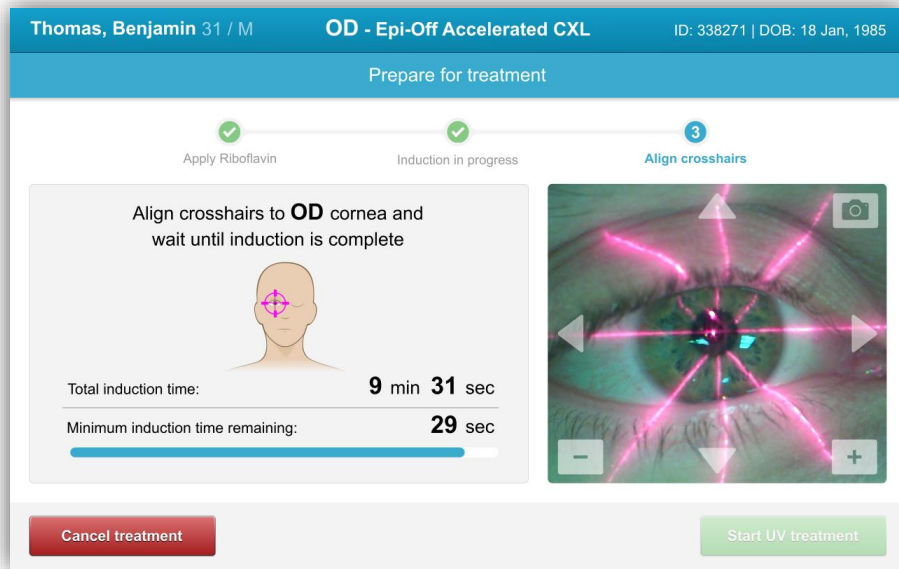 Thomas, Benjamin 31 / M
OD - Epi-Off Accelerated CXL
ID: 338271 | DOB: 18 Jan, 1985
Prepare for treatment
Apply Riboflavin
Induction in progress
3
Align crosshairs
Align crosshairs to OD cornea and
wait until induction is complete
Total induction time: 9 min 31 sec
Minimum induction time remaining: 29 sec
Cancel treatment
Start UV treatment